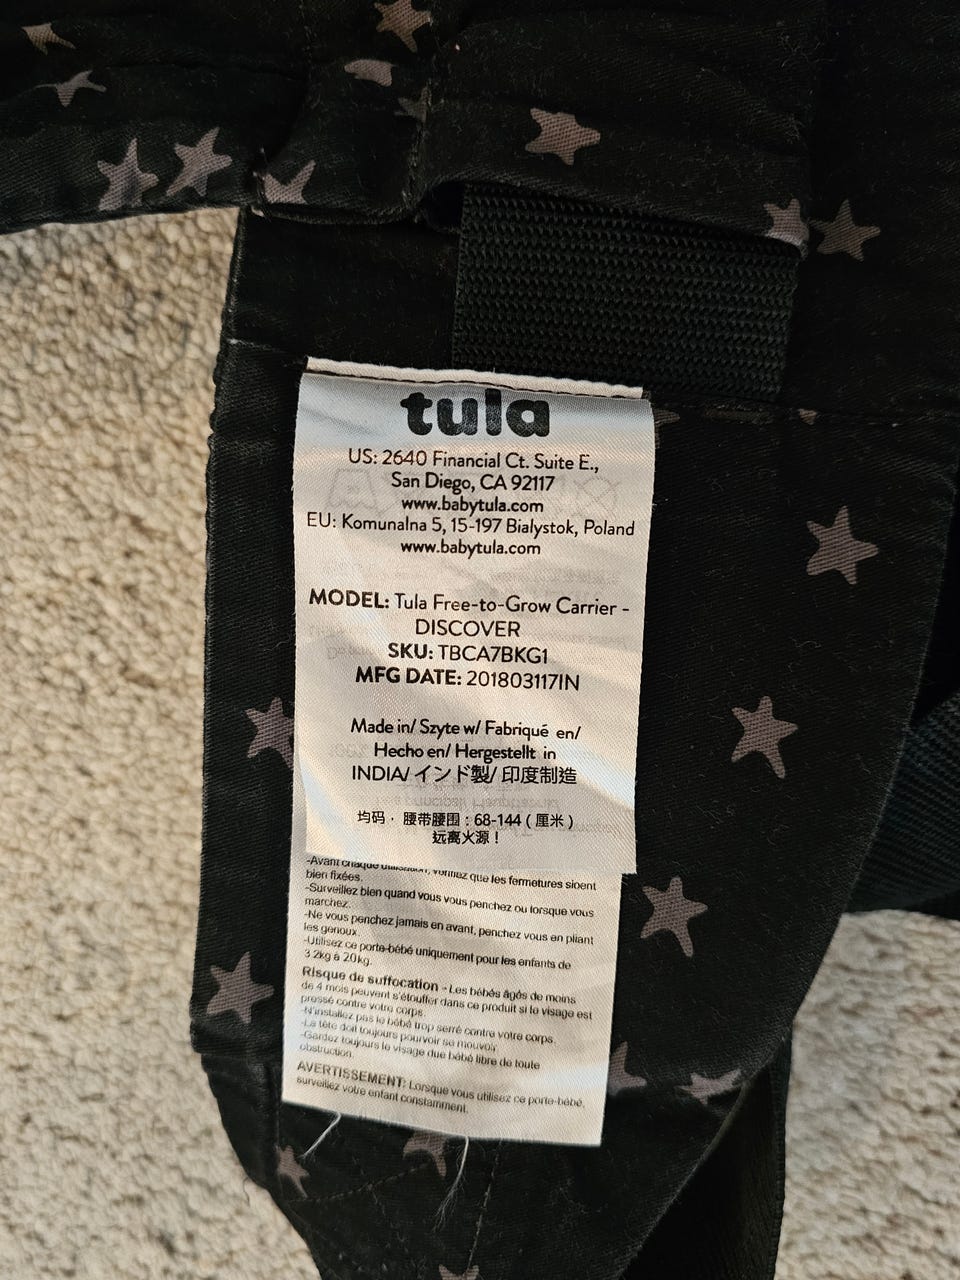 tula
US: 2640 Financial Ct. Suite E.,
San Diego, CA 92117
www.babytula.com
EU: Komunalna 5, 15-197 Bialystok, Poland
www.babytula.com
MODEL: Tula Free-to-Grow Carrier -
DISCOVER
SKU: TBCA7BKG1
MFG DATE: 201803117IN
Made in/ Szyte w/ Fabriqué en/
Hecho en/ Hergestellt in
INDIA/ インド製/ 印度制造
均码 · 腰带腰围：68-144（厘米）
远离火源！
-Avant chaque utilisation, vérifiez que les fermetures sioent
bien fixées.
-Surveillez bien quand vous vous penchez ou lorsque vous
marchez.
-Ne vous penchez jamais en avant, penchez vous en pliant
les genoux.
-Utilisez ce porte-bébé uniquement pour les enfants de
3.2kg à 20kg.
Risque de suffocation - Les bébés âgés de moins
de 4 mois peuvent s'étouffer dans ce produit si le visage est
pressé contre votre corps.
-N'installez pas le bébé trop serré contre votre corps.
-La tête doit toujours pourvoir se mouvoir
-Gardez toujours le visage due bébé libre de toute
obstruction.
AVERTISSEMENT: Lorsque vous utilisez ce porte-bébé,
surveillez votre enfant constamment.